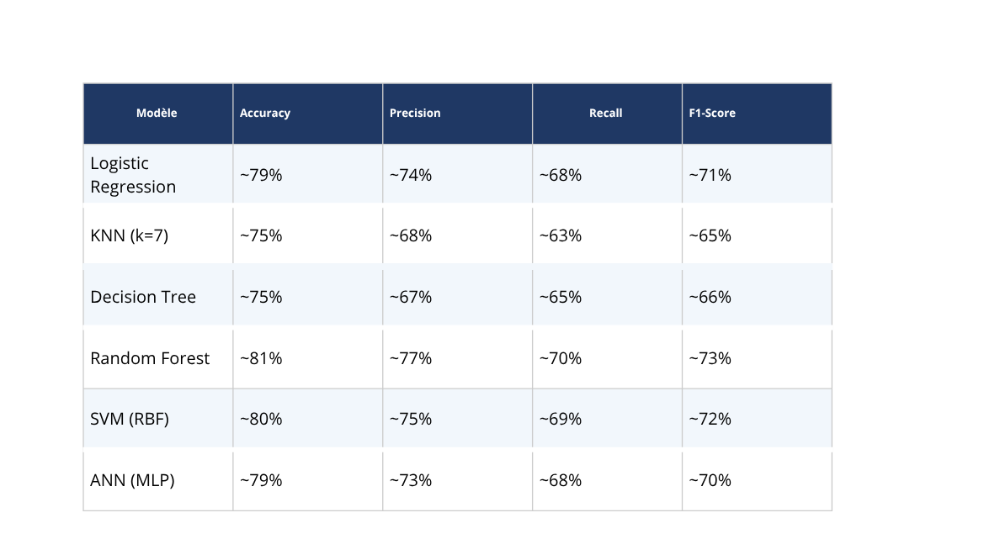 Modèle Accuracy Precision Recall F1-Score
Logistic
Regression ~79% ~74% ~68% ~71%
KNN (k=7) ~75% ~68% ~63% ~65%
Decision Tree ~75% ~67% ~65% ~66%
Random Forest ~81% ~77% ~70% ~73%
SVM (RBF) ~80% ~75% ~69% ~72%
ANN (MLP) ~79% ~73% ~68% ~70%